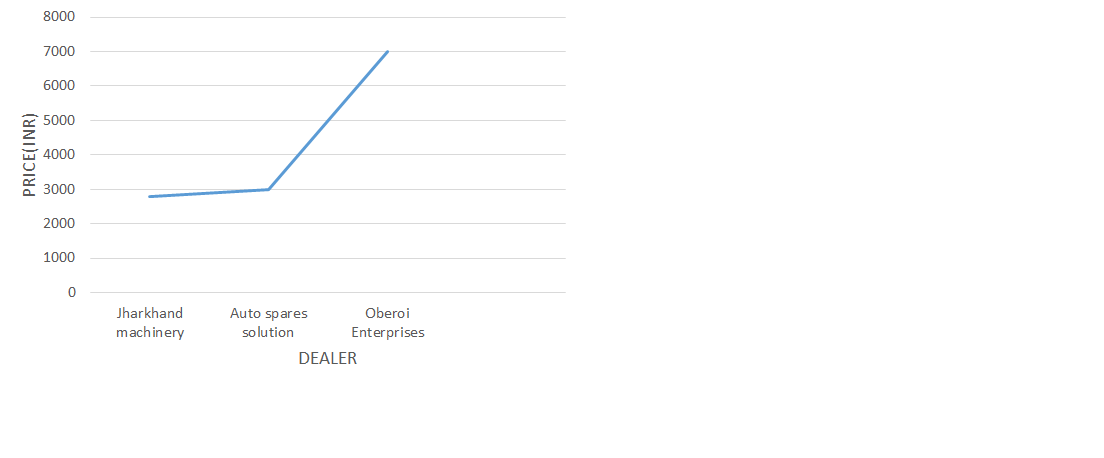 8000
7000
6000
5000
4000
3000
2000
1000
0
PRICE(INR)
Jharkhand
machinery
Auto spares
solution
Oberoi
Enterprises
DEALER